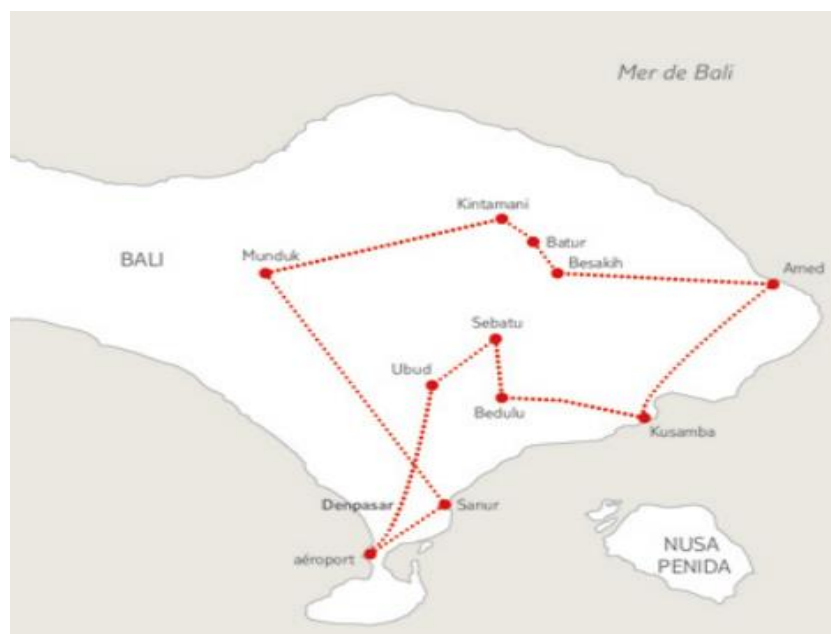 Mer de Bali
Kintamani
Batur
BALI
Munduk
Besakih
Amed
Sebatu
Ubud
Bedulu
Kusamba
Denpasar
Sanur
aéroport
NUSA
PENIDA